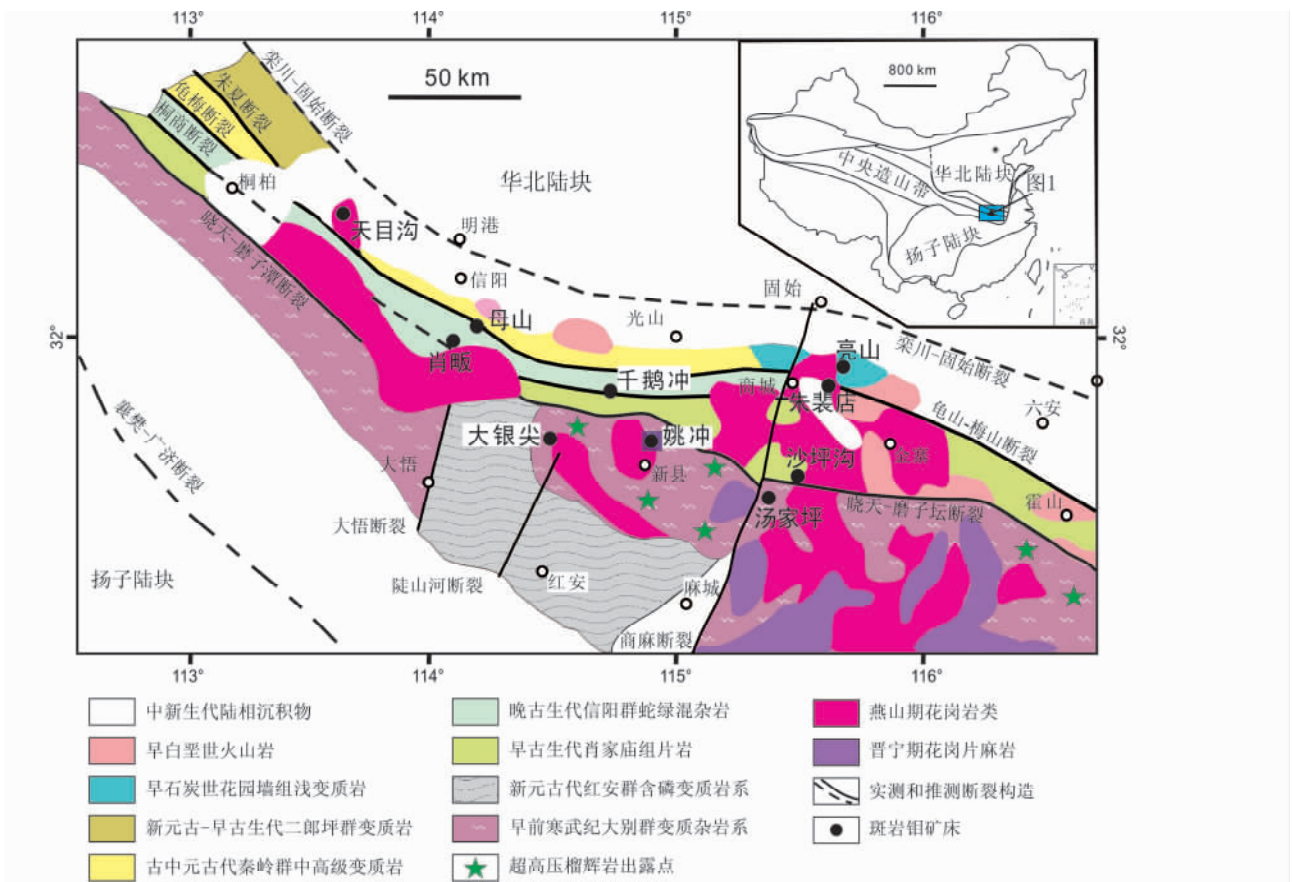 113° 114° 115° 116°
50 km
800 km
栾川-固始断裂
朱夏断裂
龟梅断裂
桐商断裂
中央造山带
华北陆块
图1
扬子陆块
桐柏
华北陆块
天目沟
明港
晓天-磨子潭断裂
信阳
固始
32°
母山
光山
32°
肖畈
亮山
栾川-固始断裂
千鹅冲
商城
朱裴店
六安
龟山-梅山断裂
襄樊-广济断裂
大银尖
姚冲
金寨
大悟
新县
沙坪沟
霍山
汤家坪
晓天-磨子坛断裂
大悟断裂
扬子陆块
陡山河断裂
红安
麻城
商麻断裂
113° 114° 115° 116°
中新生代陆相沉积物
早白垩世火山岩
早石炭世花园墙组浅变质岩
新元古-早古生代二郎坪群变质岩
古中元古代秦岭群中高级变质岩
晚古生代信阳群蛇绿混杂岩
早古生代肖家庙组片岩
新元古代红安群含磷变质岩系
早前寒武纪大别群变质杂岩系
超高压榴辉岩出露点
燕山期花岗岩类
晋宁期花岗片麻岩
实测和推测断裂构造
斑岩钼矿床